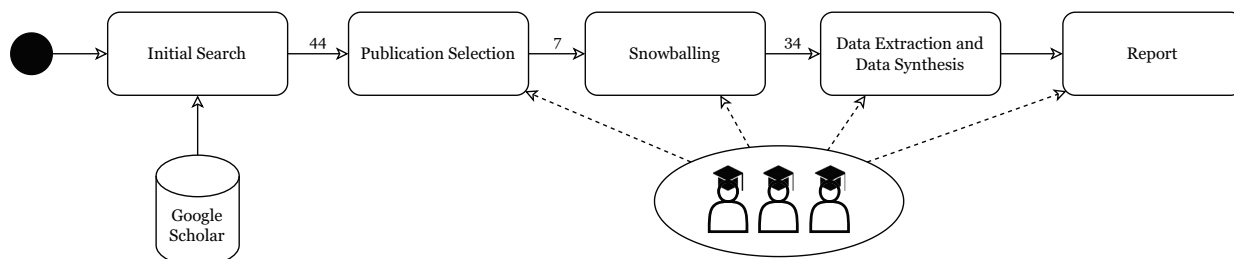 Initial Search
44
Publication Selection
7
Snowballing
34
Data Extraction and
Data Synthesis
Report
Google
Scholar